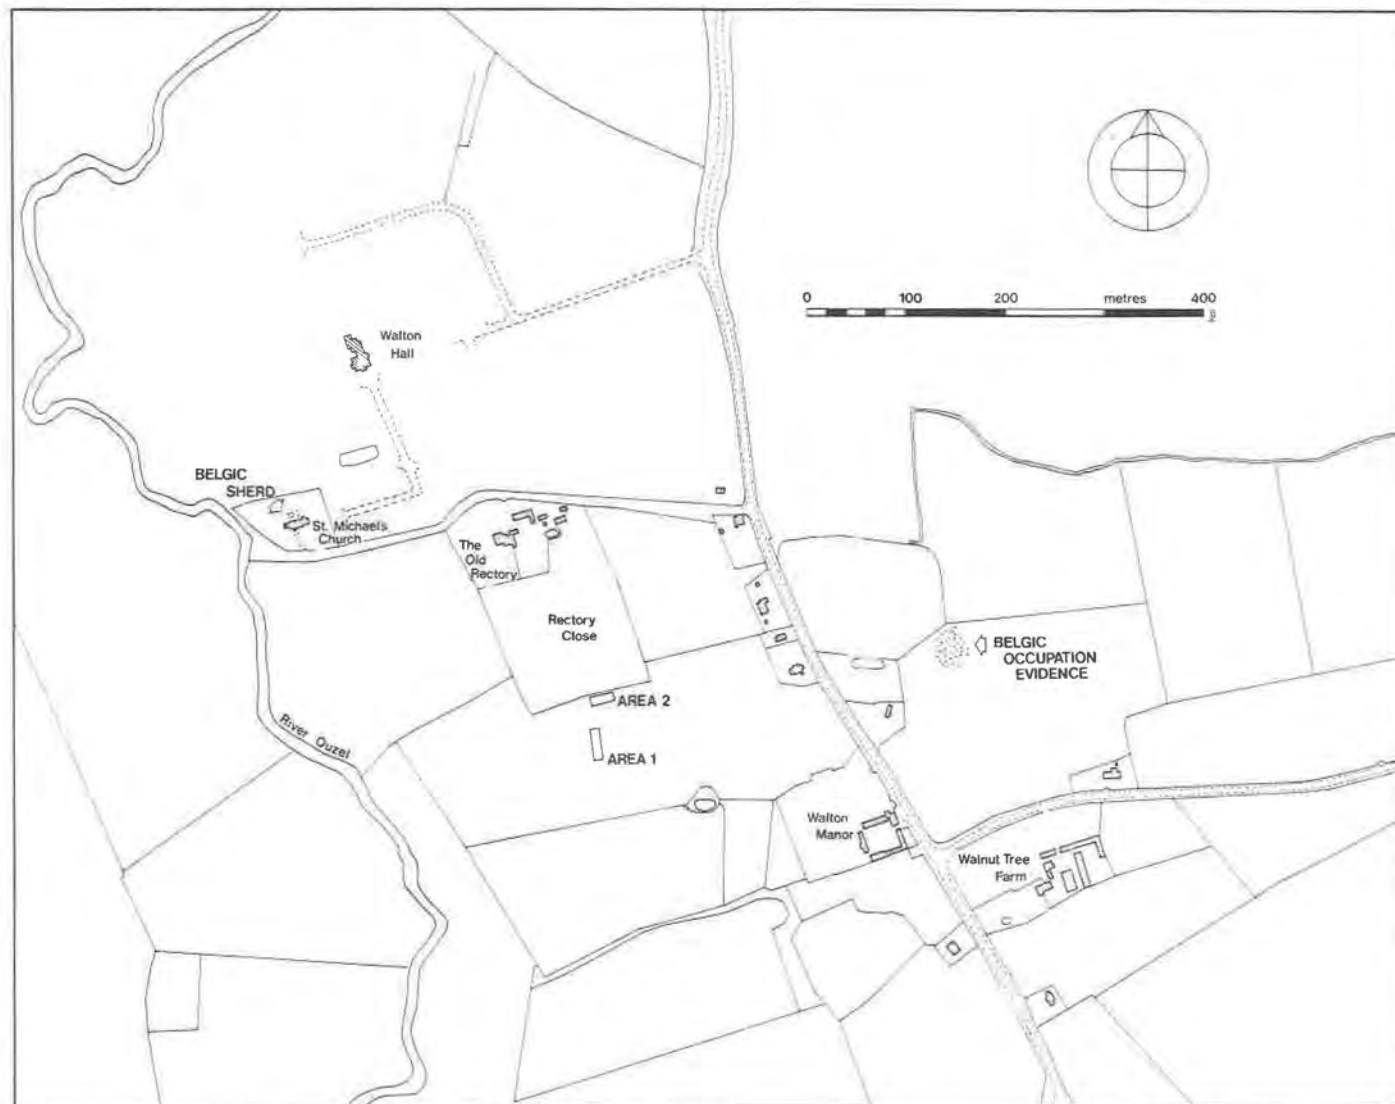 0 100 200 metres 400
Walton
Hall
BELGIC
SHERD
St. Michael's
Church
The
Old
Rectory
Rectory
Close
BELGIC
OCCUPATION
EVIDENCE
AREA 2
River Ouzel
AREA 1
Walton
Manor
Walnut Tree
Farm